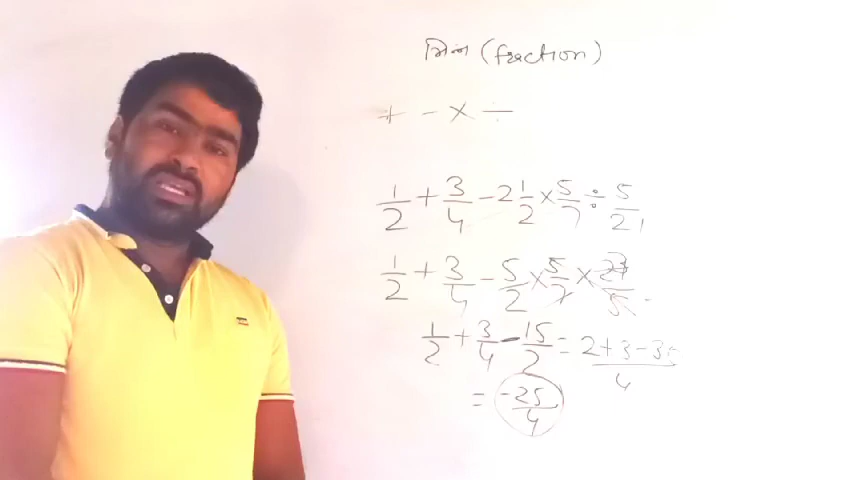 भिन्न (fraction)
+ - × ÷
1/2 + 3/4 - 2 1/2 × 5/7 ÷ 5/21
1/2 + 3/4 - 5/2 × 5/7 × 21/5
1/2 + 3/4 - 15/2 = 2+3-30/4
= -25/4